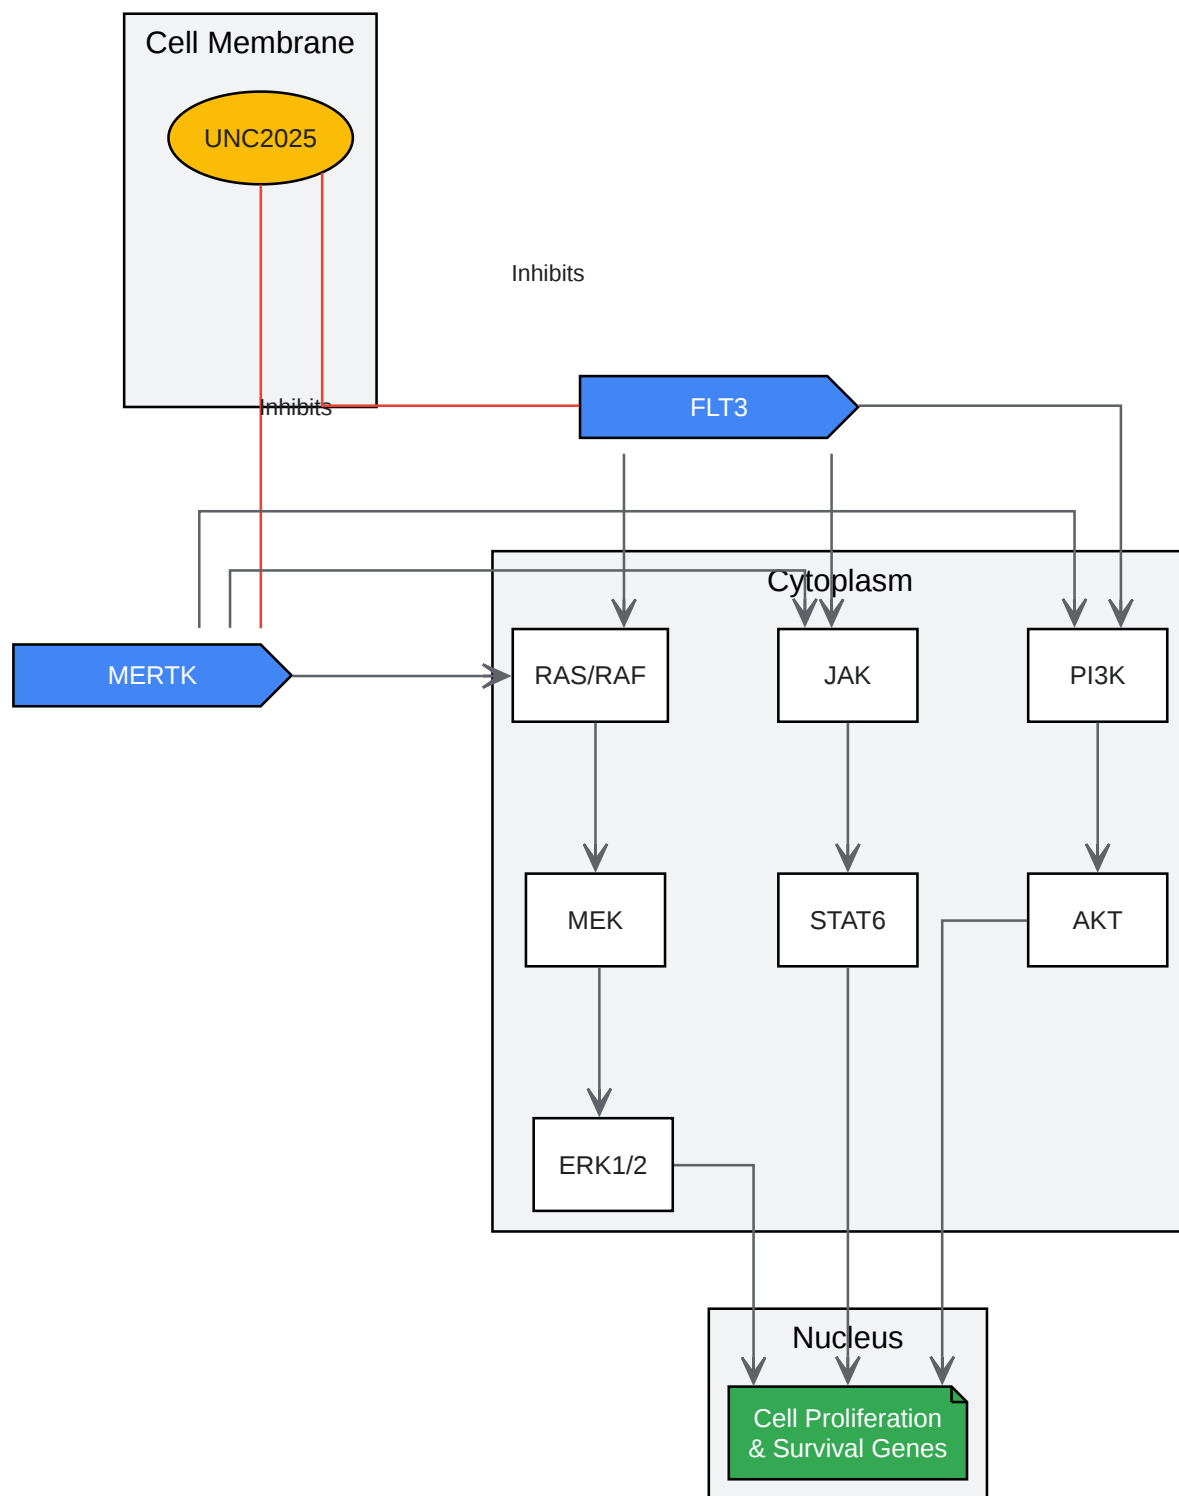 Cell Membrane
UNC2025
Inhibits
Inhibits
FLT3
Cytoplasm
MERTK
RAS/RAF
JAK
PI3K
MEK
STAT6
AKT
ERK1/2
Nucleus
Cell Proliferation
& Survival Genes